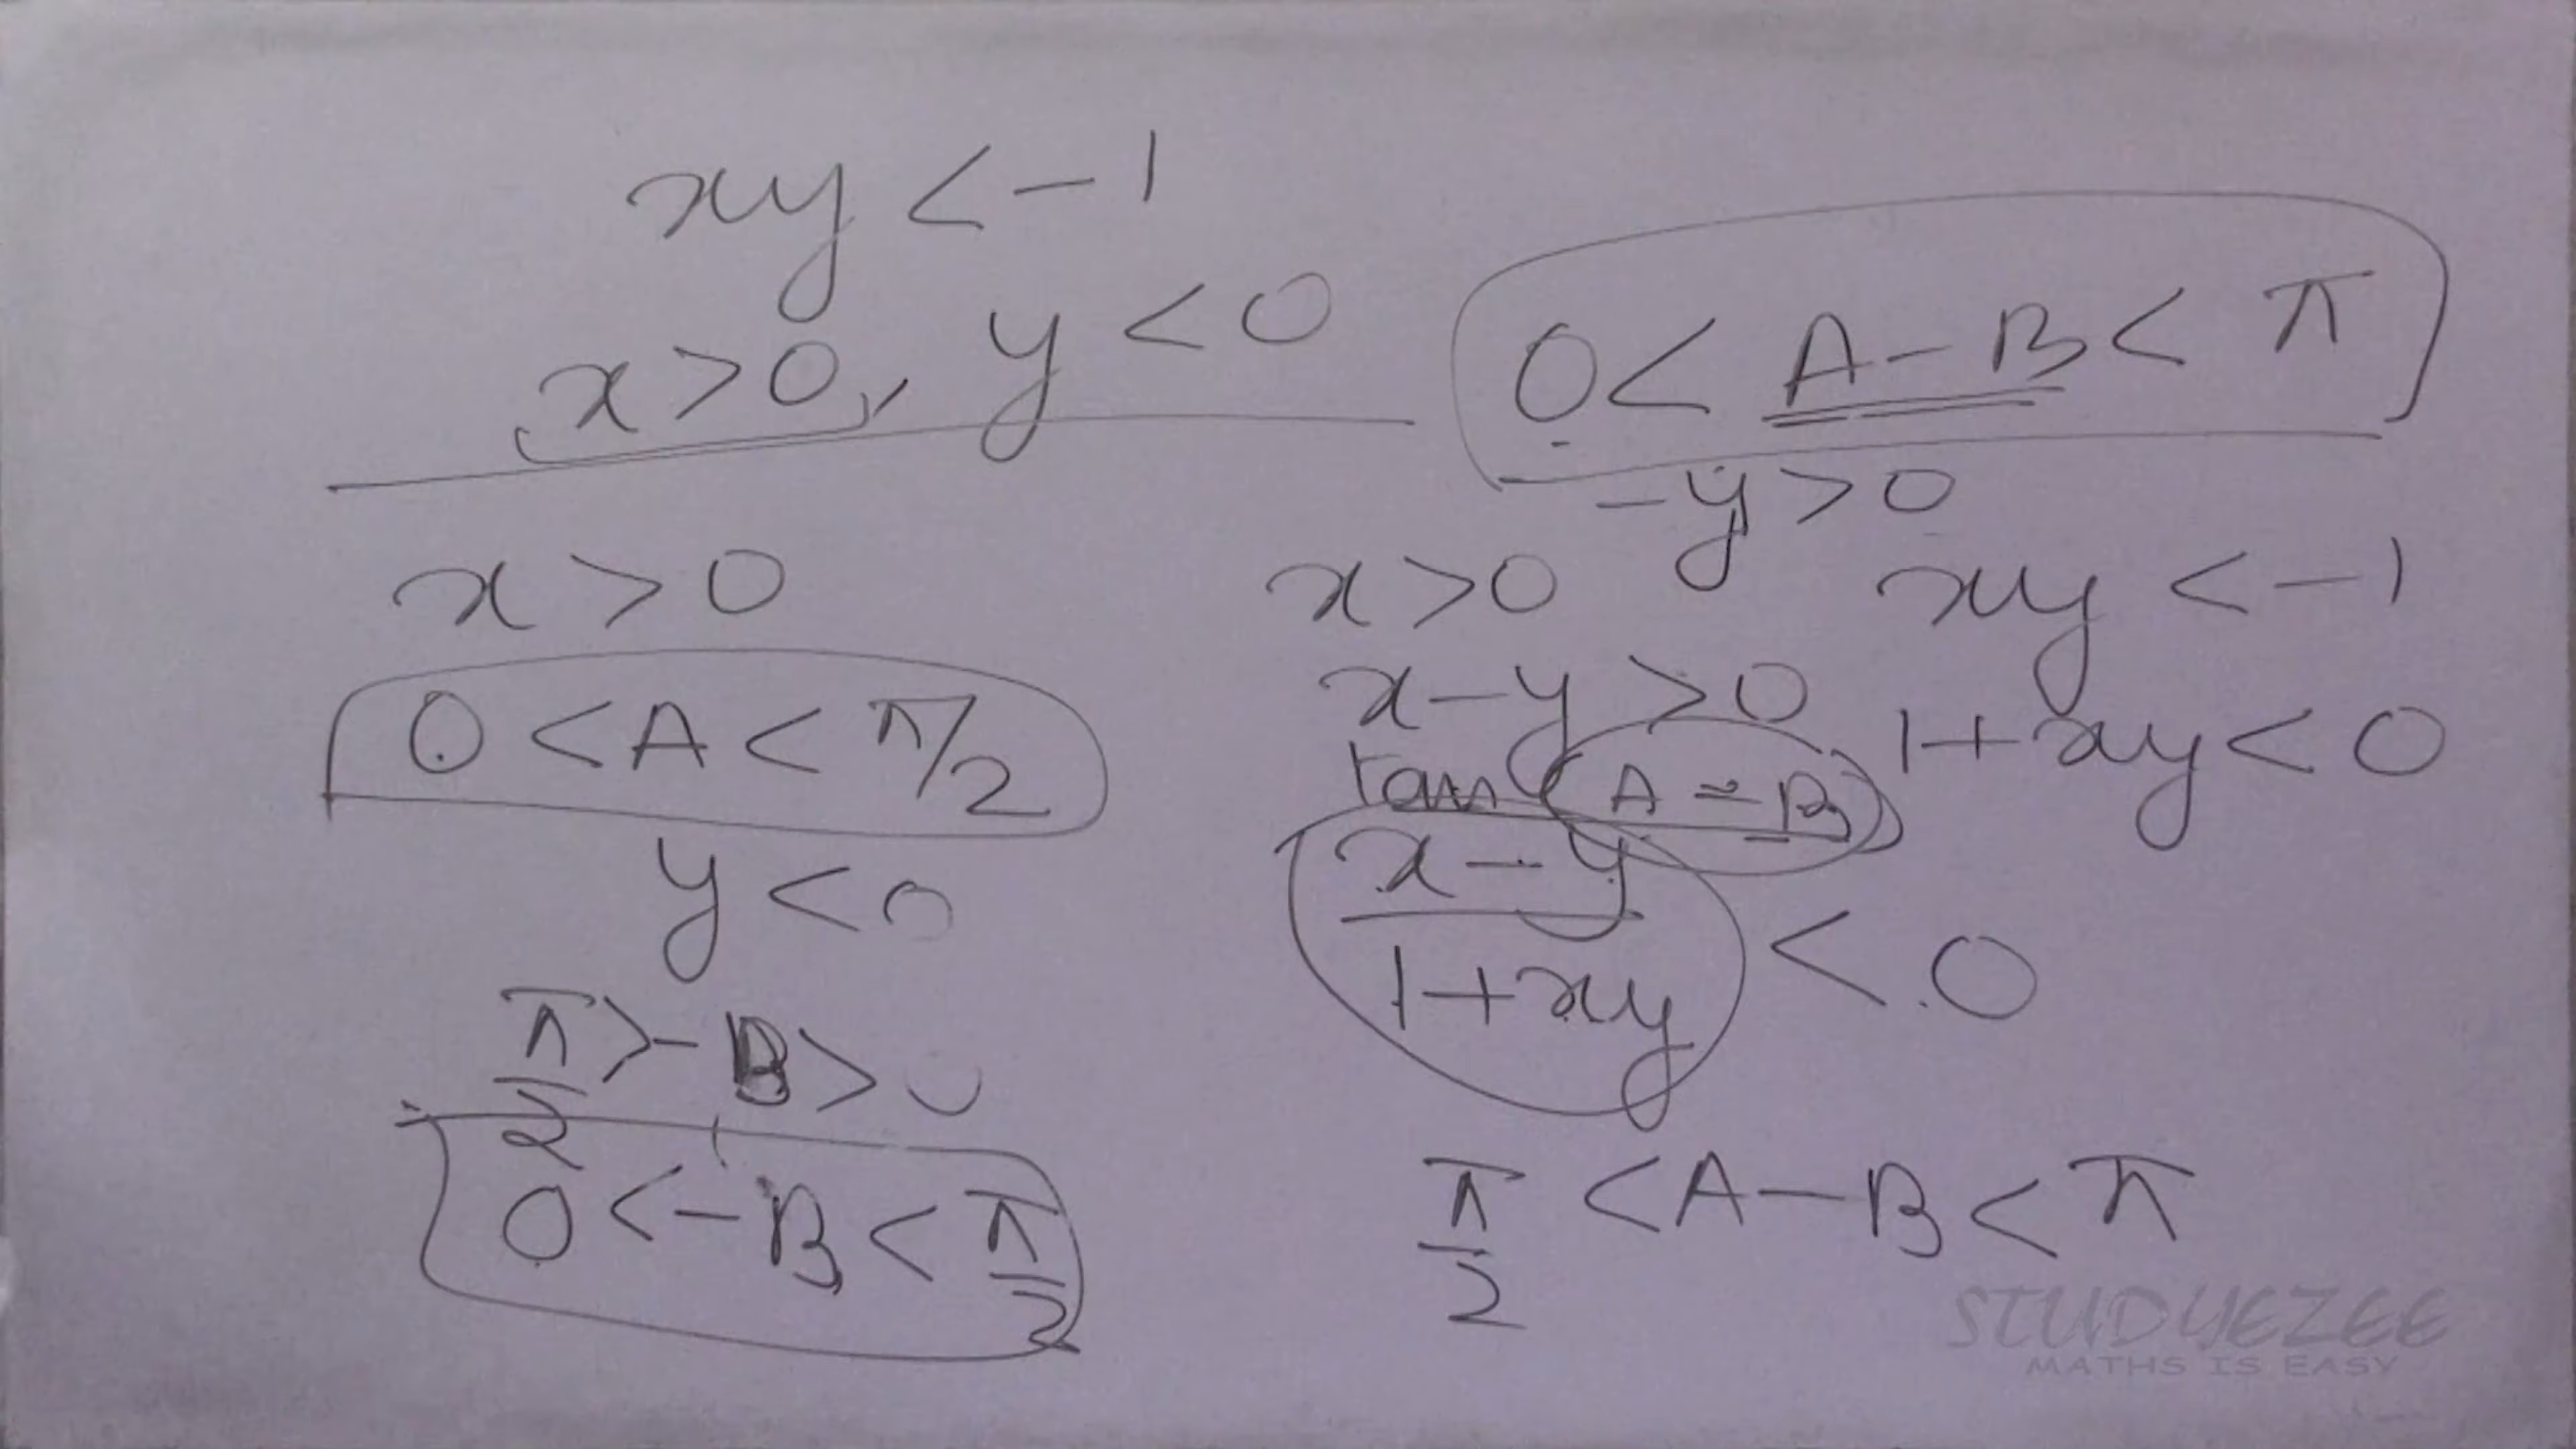 xy < -1
x > 0, y < 0
0 < A - B < π
x > 0
0 < A < π/2
y < 0
π/2 > -B > 0
0 < -B < π/2
-y > 0
x > 0
xy < -1
x - y > 0
1 + xy < 0
tan (A - B)
(x - y)/(1 + xy) < 0
π/2 < A - B < π
STUDYEZEE
MATHS IS EASY